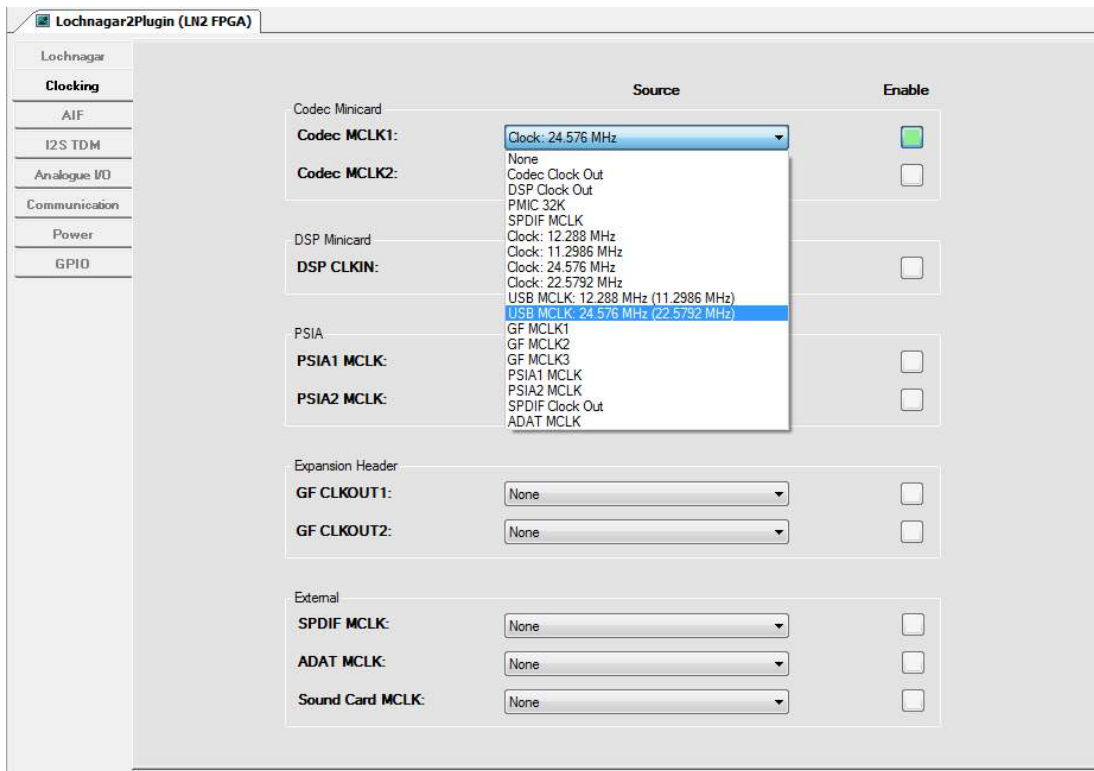 Lochnagar2Plugin (LN2 FPGA)
Lochnagar
Clocking
AIF
I2S TDM
Analogue I/O
Communication
Power
GPIO
Source Enable
Codec Minicard
Codec MCLK1: Clock: 24.576 MHz
None
Codec MCLK2: Codec Clock Out
DSP Clock Out
PMIC 32K
SPDIF MCLK
DSP Minicard Clock: 12.288 MHz
Clock: 11.2986 MHz
DSP CLKIN: Clock: 24.576 MHz
Clock: 22.5792 MHz
USB MCLK: 12.288 MHz (11.2986 MHz)
USB MCLK: 24.576 MHz (22.5792 MHz)
PSIA GF MCLK1
GF MCLK2
PSIA1 MCLK: GF MCLK3
PSIA1 MCLK
PSIA2 MCLK
PSIA2 MCLK: SPDIF Clock Out
ADAT MCLK
Expansion Header
GF CLKOUT1: None
GF CLKOUT2: None
External
SPDIF MCLK: None
ADAT MCLK: None
Sound Card MCLK: None